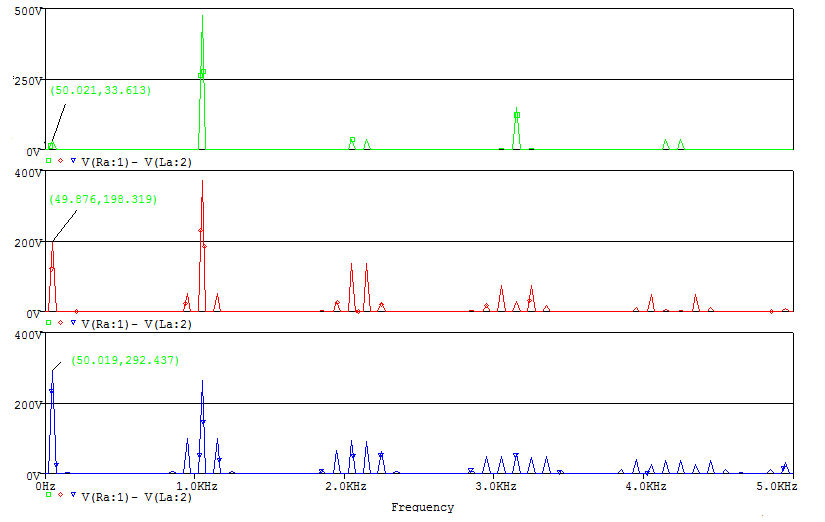 500V
250V
(50.021,33.613)
0V
V(Ra:1)- V(La:2)
400V
(49.876,198.319)
200V
0V
V(Ra:1)- V(La:2)
400V
(50.019,292.437)
200V
0V
0Hz 1.0KHz 2.0KHz 3.0KHz 4.0KHz 5.0KHz
V(Ra:1)- V(La:2)
Frequency